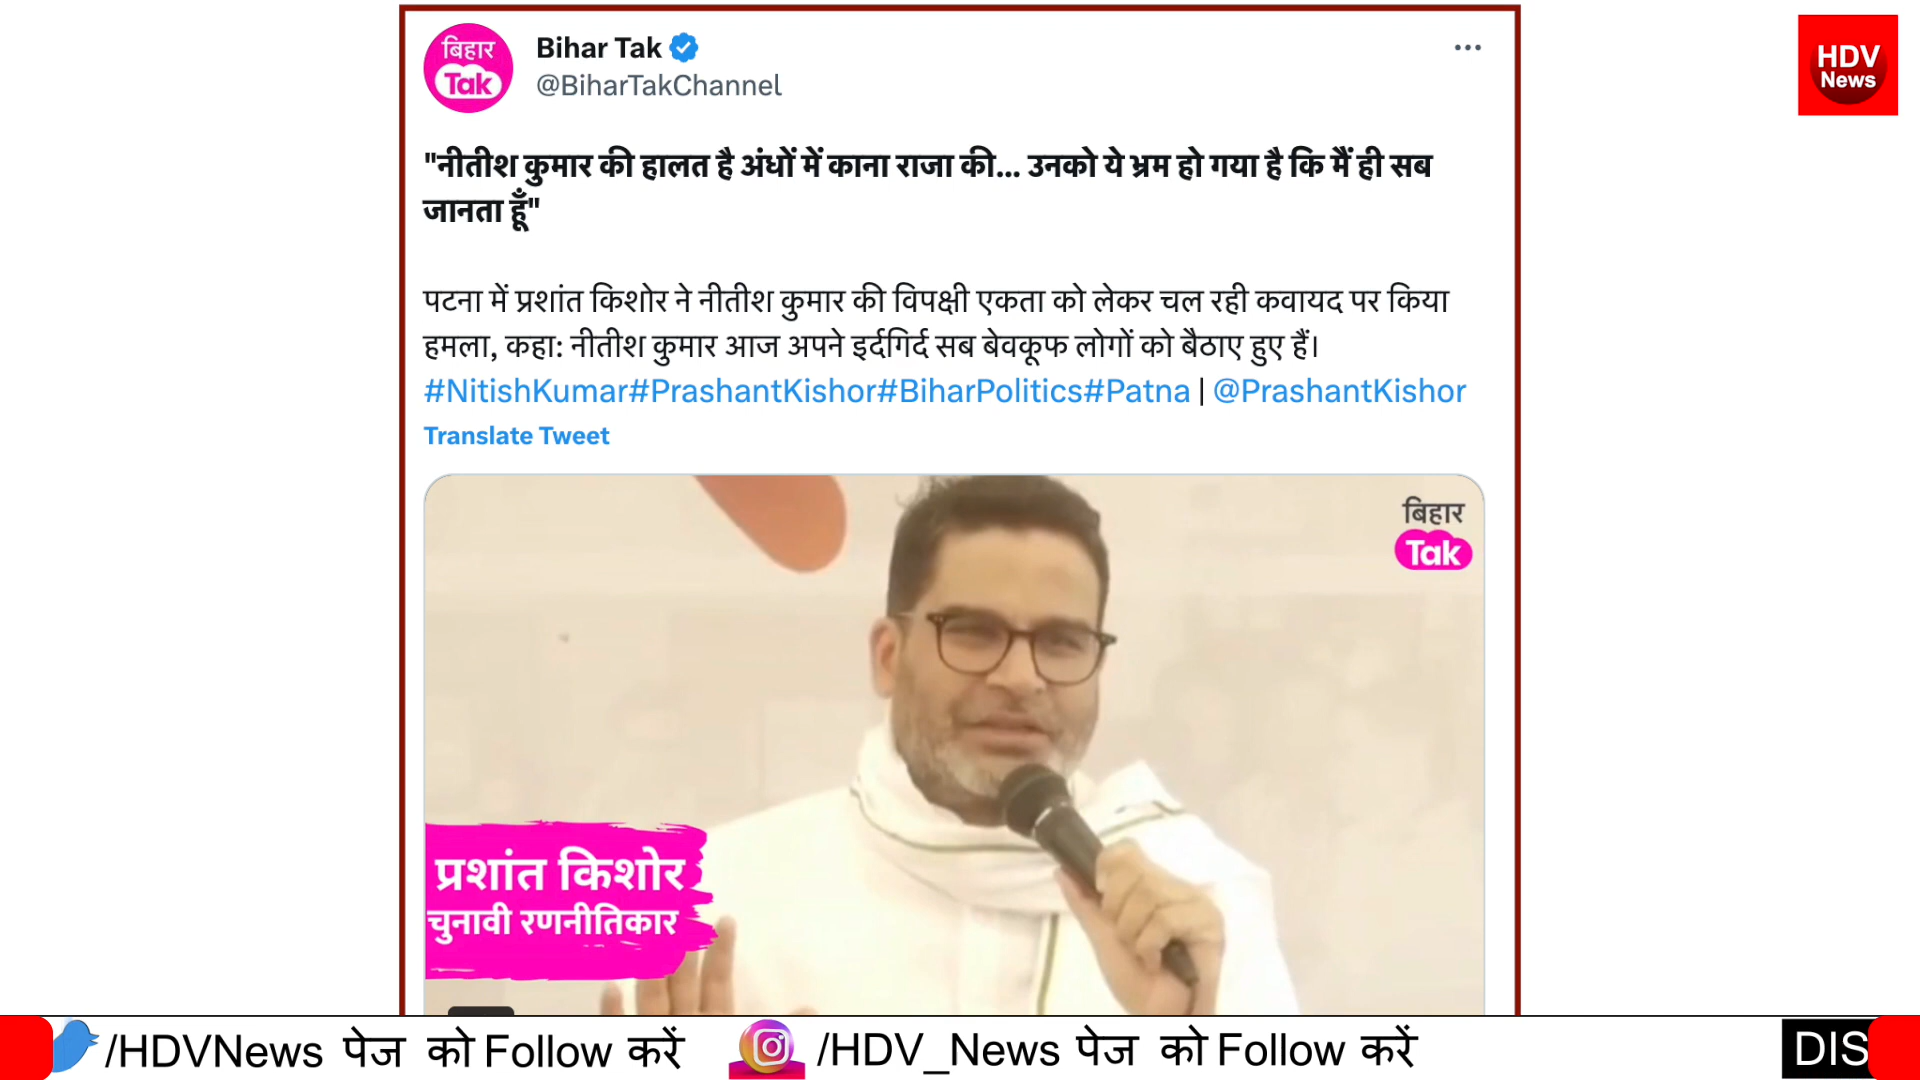 बिहार
Tak
Bihar Tak
@BiharTakChannel
HDV
News
"नीतीश कुमार की हालत है अंधों में काना राजा की... उनको ये भ्रम हो गया है कि मैं ही सब
जानता हूँ"
पटना में प्रशांत किशोर ने नीतीश कुमार की विपक्षी एकता को लेकर चल रही कवायद पर किया
हमला, कहा: नीतीश कुमार आज अपने इर्दगिर्द सब बेवकूफ लोगों को बैठाए हुए हैं।
#NitishKumar#PrashantKishor#BiharPolitics#Patna | @PrashantKishor
Translate Tweet
बिहार
Tak
प्रशांत किशोर
चुनावी रणनीतिकार
/HDVNews पेज को Follow करें /HDV_News पेज को Follow करें DIS